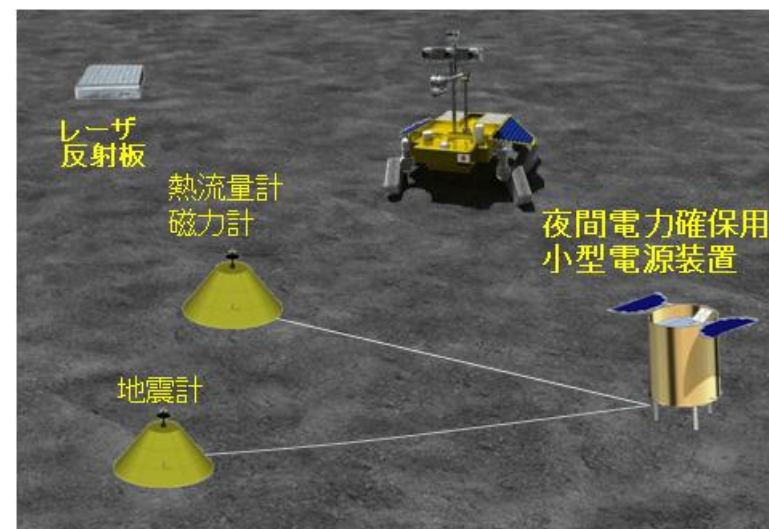 レーザ
反射板
熱流量計
磁力計
夜間電力確保用
小型電源装置
地震計